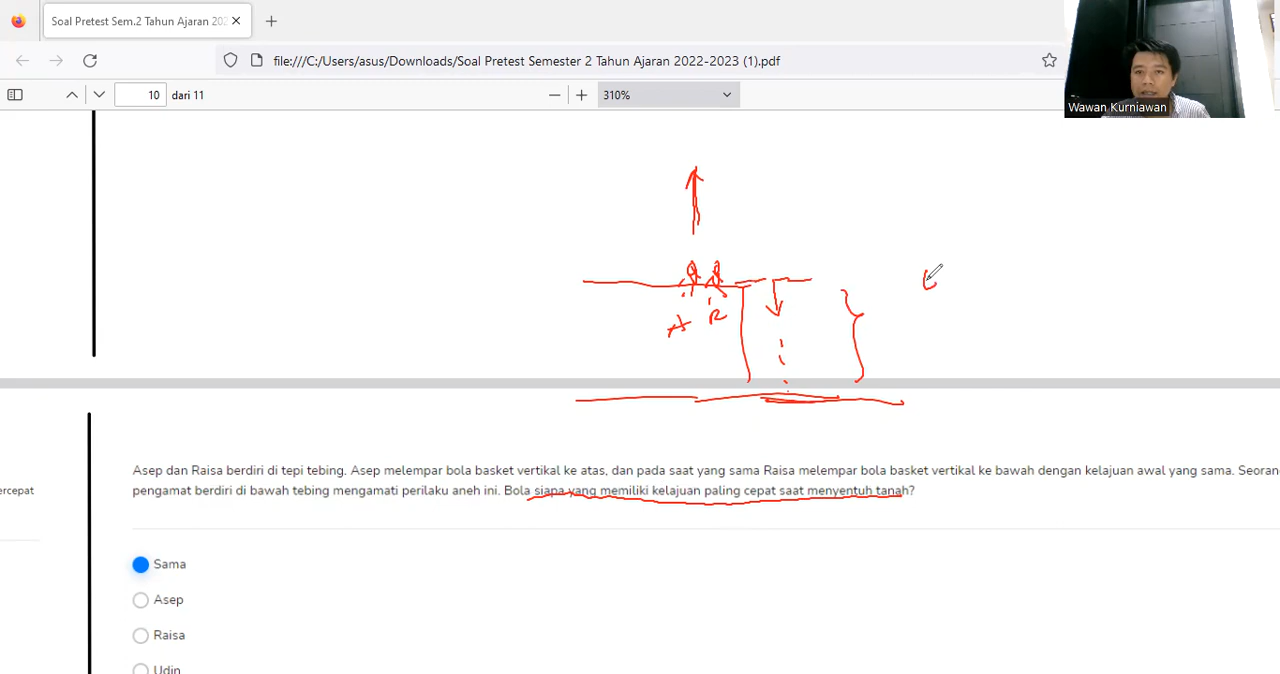 Soal Pretest Sem.2 Tahun Ajaran 202
file:///C:/Users/asus/Downloads/Soal Pretest Semester 2 Tahun Ajaran 2022-2023 (1).pdf
10 dari 11
310%
Wawan Kurniawan
A R
Asep dan Raisa berdiri di tepi tebing. Asep melempar bola basket vertikal ke atas, dan pada saat yang sama Raisa melempar bola basket vertikal ke bawah dengan kelajuan awal yang sama. Seoran
ercepat
pengamat berdiri di bawah tebing mengamati perilaku aneh ini. Bola siapa yang memiliki kelajuan paling cepat saat menyentuh tanah?
Sama
Asep
Raisa
Udin